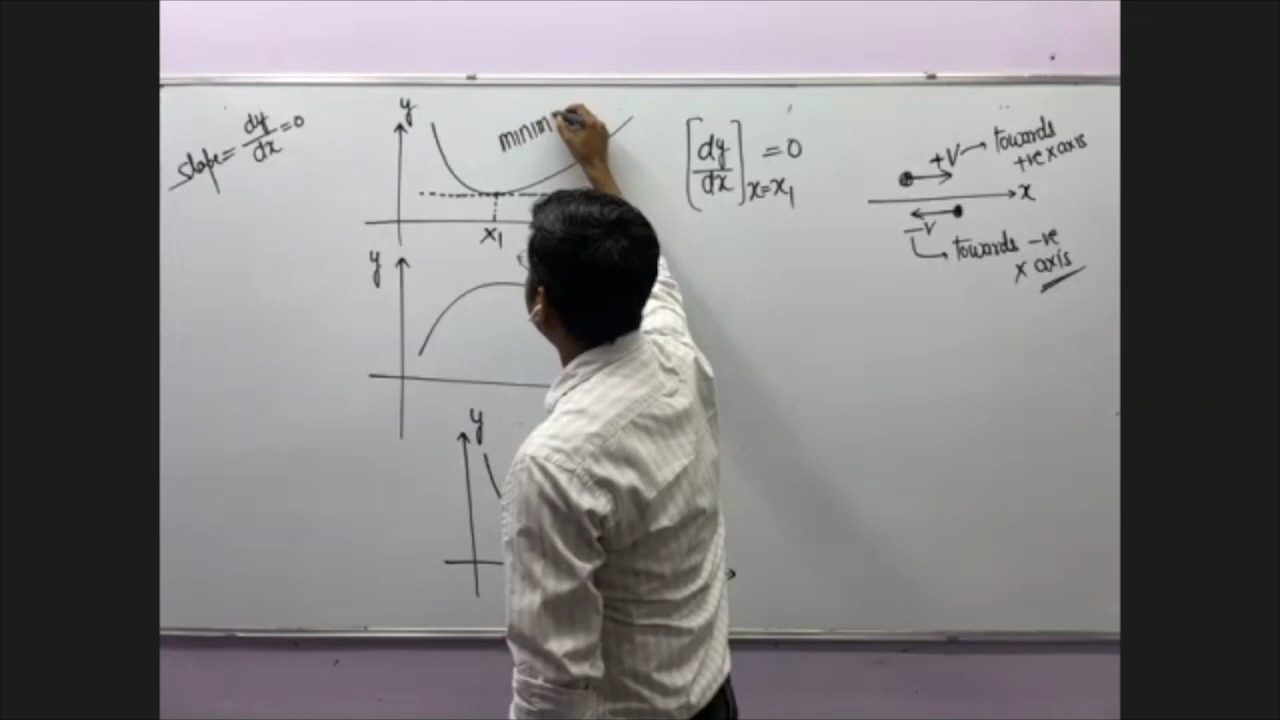 slope = dy/dx = 0
y
minim
x₁
y
y
[dy/dx]x=x₁ = 0
+V → towards
+ve x axis
x
-V
towards -ve
x axis